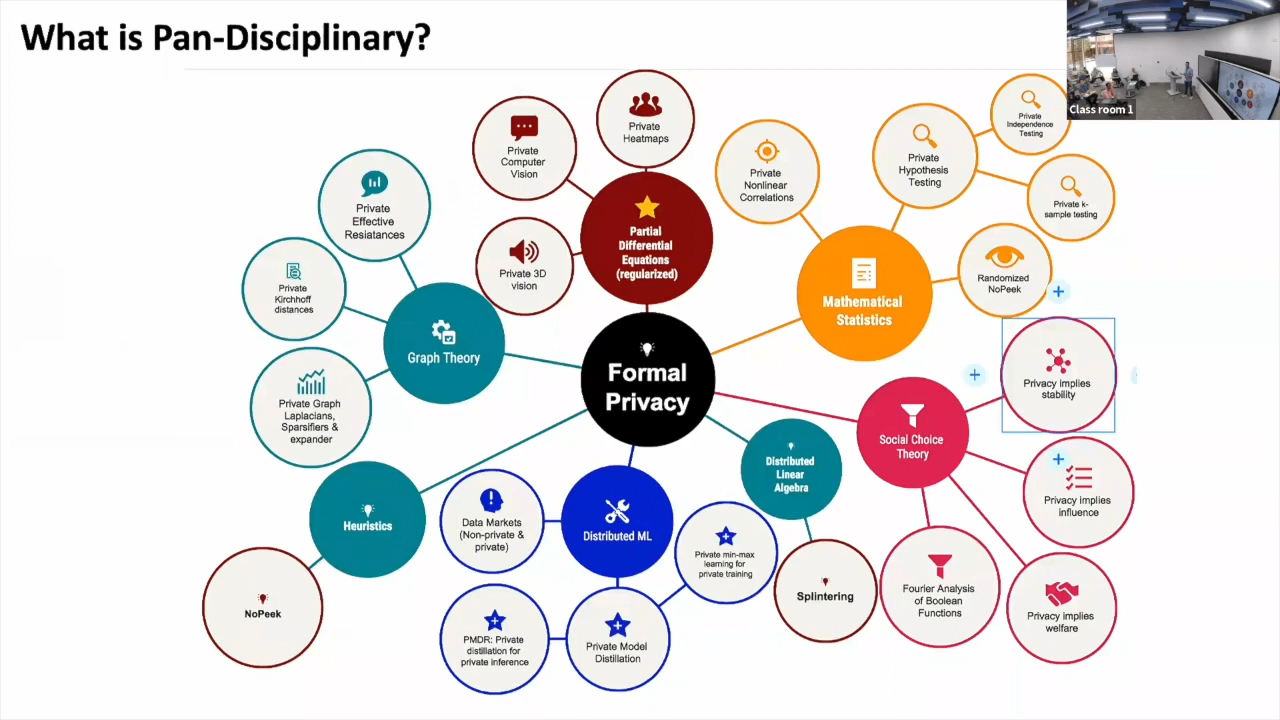 What is Pan-Disciplinary?
Class room 1
Private
Heatmaps
Private
Computer
Vision
Private 3D
vision
Partial
Differential
Equations
(regularized)
Private
Nonlinear
Correlations
Private
Hypothesis
Testing
Private
Independence
Testing
Private k-
sample testing
Randomized
NoPeek
Mathematical
Statistics
Private
Effective
Resiatances
Private
Kirchhoff
distances
Private Graph
Laplacians,
Sparsifiers &
expander
Graph Theory
Formal
Privacy
Privacy implies
stability
Social Choice
Theory
Privacy implies
influence
Privacy implies
welfare
Fourier Analysis
of Boolean
Functions
Distributed
Linear
Algebra
Splintering
Heuristics
NoPeek
Data Markets
(Non-private &
private)
Distributed ML
Private min-max
learning for
private training
PMDR: Private
distillation for
private inference
Private Model
Distillation